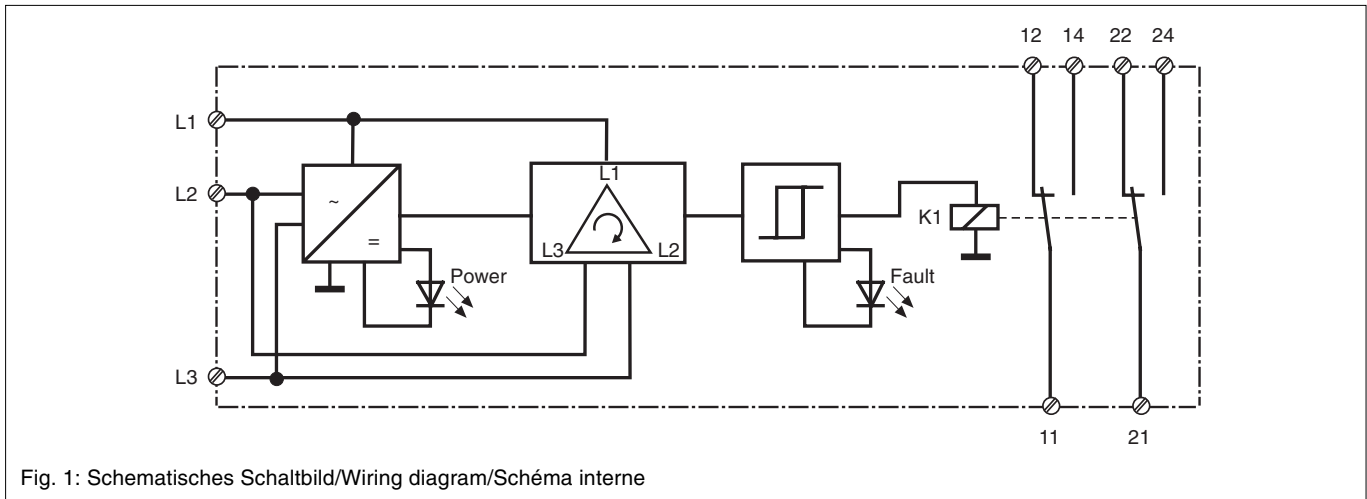 12 14 22 24
L1
L2
~
=
Power
L1
L3 L2
K1
Fault
L3
11 21
Fig. 1: Schematisches Schaltbild/Wiring diagram/Schéma interne